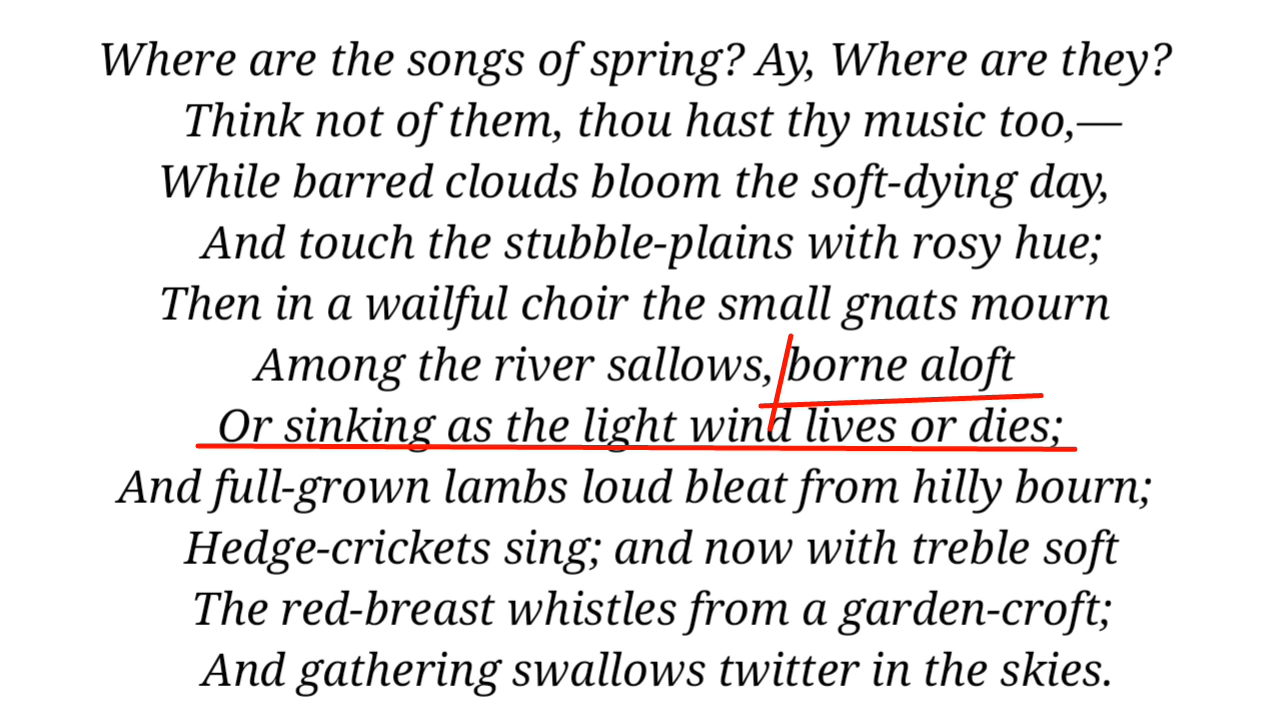 Where are the songs of spring? Ay, Where are they?
Think not of them, thou hast thy music too,—
While barred clouds bloom the soft-dying day,
And touch the stubble-plains with rosy hue;
Then in a wailful choir the small gnats mourn
Among the river sallows, borne aloft
Or sinking as the light wind lives or dies;
And full-grown lambs loud bleat from hilly bourn;
Hedge-crickets sing; and now with treble soft
The red-breast whistles from a garden-croft;
And gathering swallows twitter in the skies.